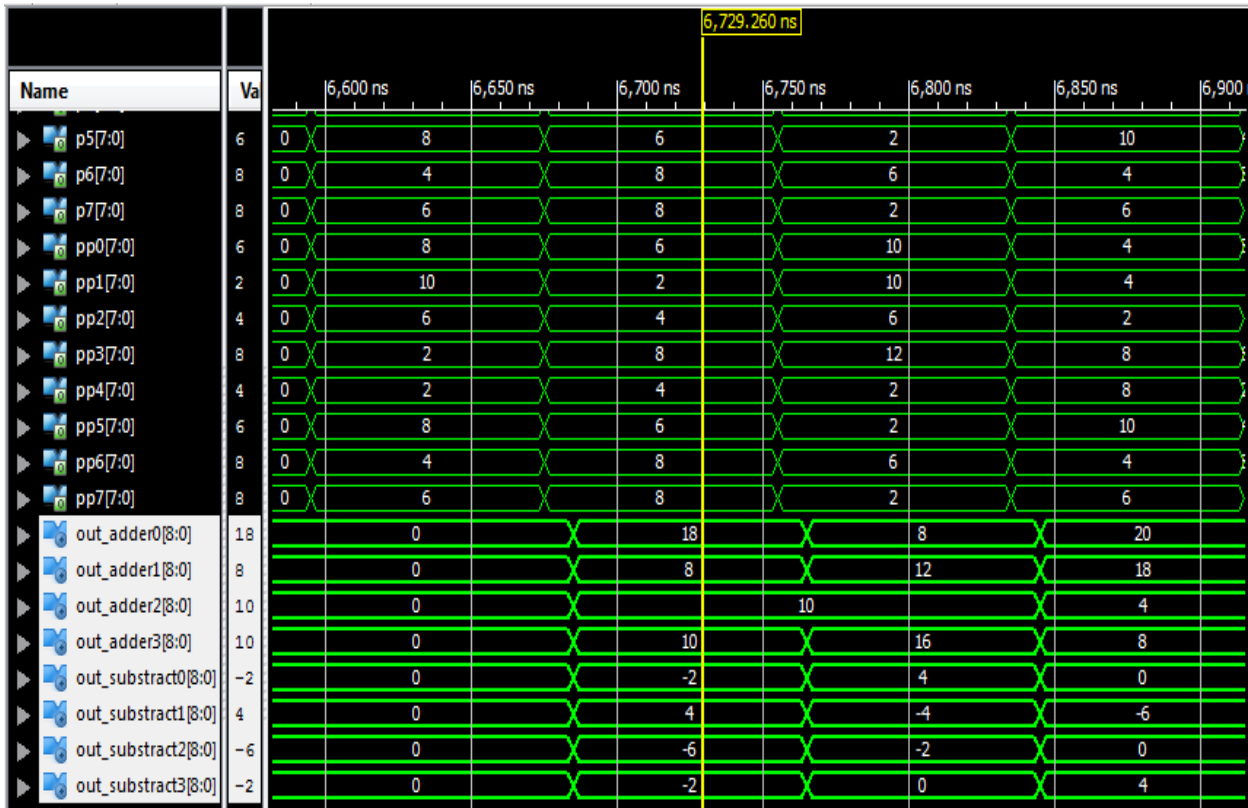 6,729.260 ns
Name Va 6,600 ns 6,650 ns 6,700 ns 6,750 ns 6,800 ns 6,850 ns 6,900
p5[7:0] 6 0 8 6 2 10
p6[7:0] 8 0 4 8 6 4
p7[7:0] 8 0 6 8 2 6
pp0[7:0] 6 0 8 6 10 4
pp1[7:0] 2 0 10 2 10 4
pp2[7:0] 4 0 6 4 6 2
pp3[7:0] 8 0 2 8 12 8
pp4[7:0] 4 0 2 4 2 8
pp5[7:0] 6 0 8 6 2 10
pp6[7:0] 8 0 4 8 6 4
pp7[7:0] 8 0 6 8 2 6
out_adder0[8:0] 18 0 18 8 20
out_adder1[8:0] 8 0 8 12 18
out_adder2[8:0] 10 0 10 4
out_adder3[8:0] 10 0 10 16 8
out_substract0[8:0] -2 0 -2 4 0
out_substract1[8:0] 4 0 4 -4 -6
out_substract2[8:0] -6 0 -6 -2 0
out_substract3[8:0] -2 0 -2 0 4